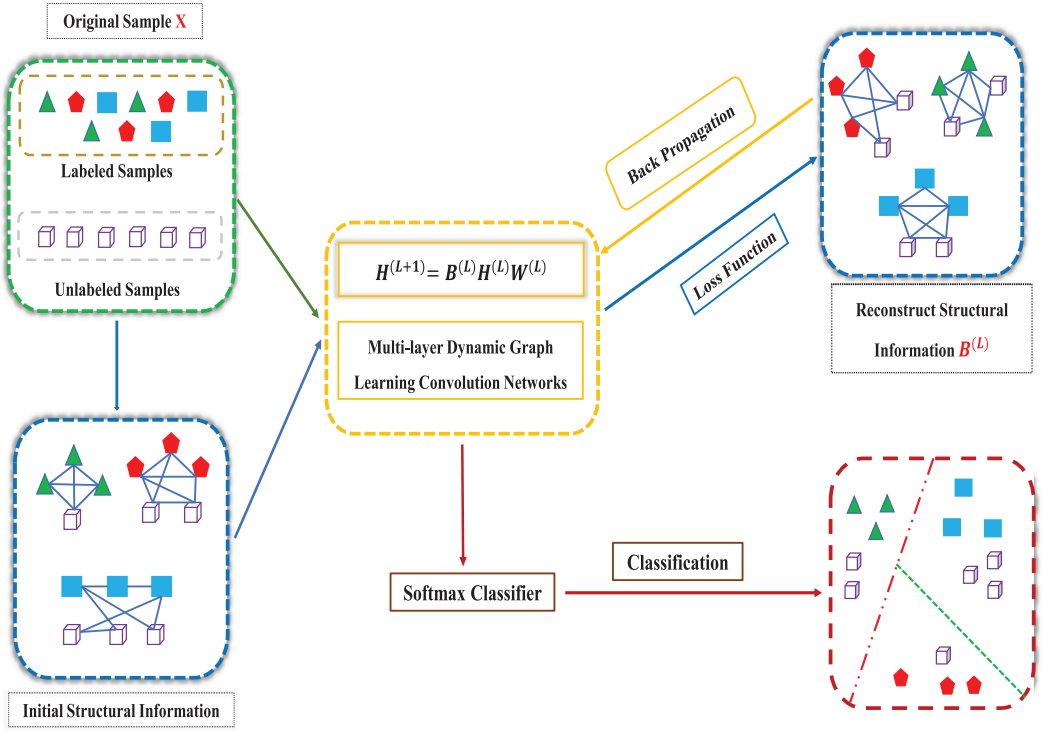 Original Sample X
Labeled Samples
Unlabeled Samples
Initial Structural Information
H^(L+1) = B^(L)H^(L)W^(L)
Multi-layer Dynamic Graph
Learning Convolution Networks
Back Propagation
Loss Function
Reconstruct Structural
Information B^(L)
Softmax Classifier
Classification